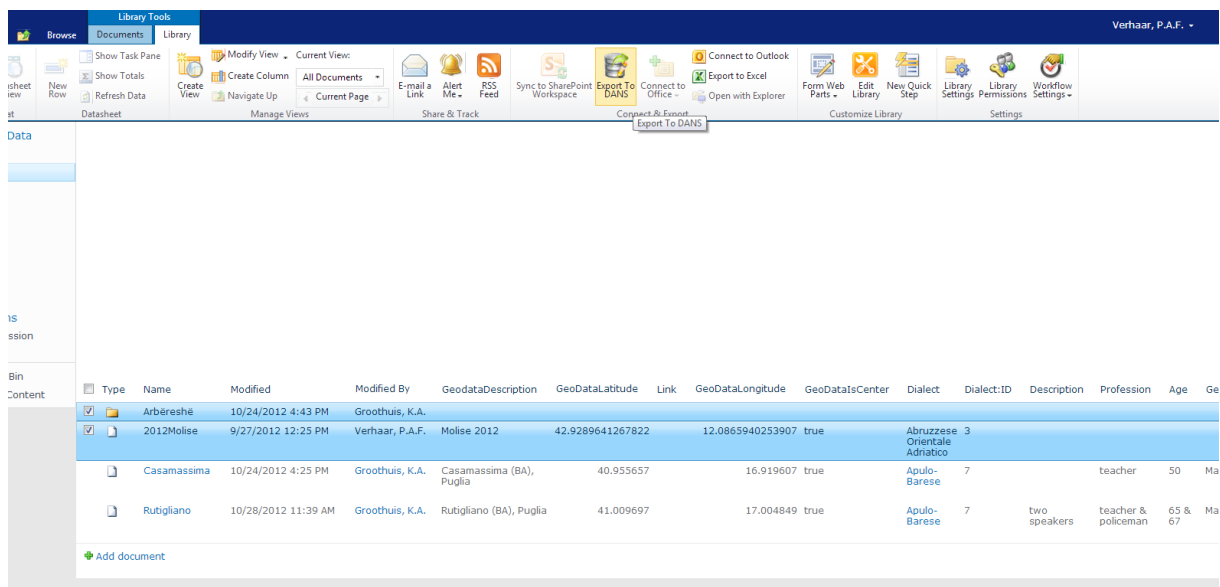 Library Tools
Verhaar, P.A.F.
Browse Documents Library
Show Task Pane
Show Totals
Refresh Data
New Row
Datasheet
Create View
Modify View
Create Column
Navigate Up
Current View:
All Documents
Current Page
Manage Views
E-mail a Link
Alert Me
RSS Feed
Share & Track
Sync to SharePoint Workspace
Export To DANS
Connect to Office
Connect to Outlook
Export to Excel
Open with Explorer
Connect & Export
Export To DANS
Form Web Parts
Edit Library
New Quick Step
Customize Library
Library Settings
Library Permissions
Workflow Settings
Settings
Data
ns
ssion
Bin
Content
Type Name Modified Modified By GeodataDescription GeoDataLatitude Link GeoDataLongitude GeoDataIsCenter Dialect Dialect:ID Description Profession Age Ge
Arbëreshë 10/24/2012 4:43 PM Groothuis, K.A.
2012Molise 9/27/2012 12:25 PM Verhaar, P.A.F. Molise 2012 42.9289641267822 12.0865940253907 true Abruzzese 3
Orientale
Adriatico
Casamassima 10/24/2012 4:25 PM Groothuis, K.A. Casamassima (BA), 40.955657 16.919607 true Apulo- 7 teacher 50 Ma
Puglia Barese
Rutigliano 10/28/2012 11:39 AM Groothuis, K.A. Rutigliano (BA), Puglia 41.009697 17.004849 true Apulo- 7 two teacher & 65 & Ma
Barese speakers policeman 67
Add document